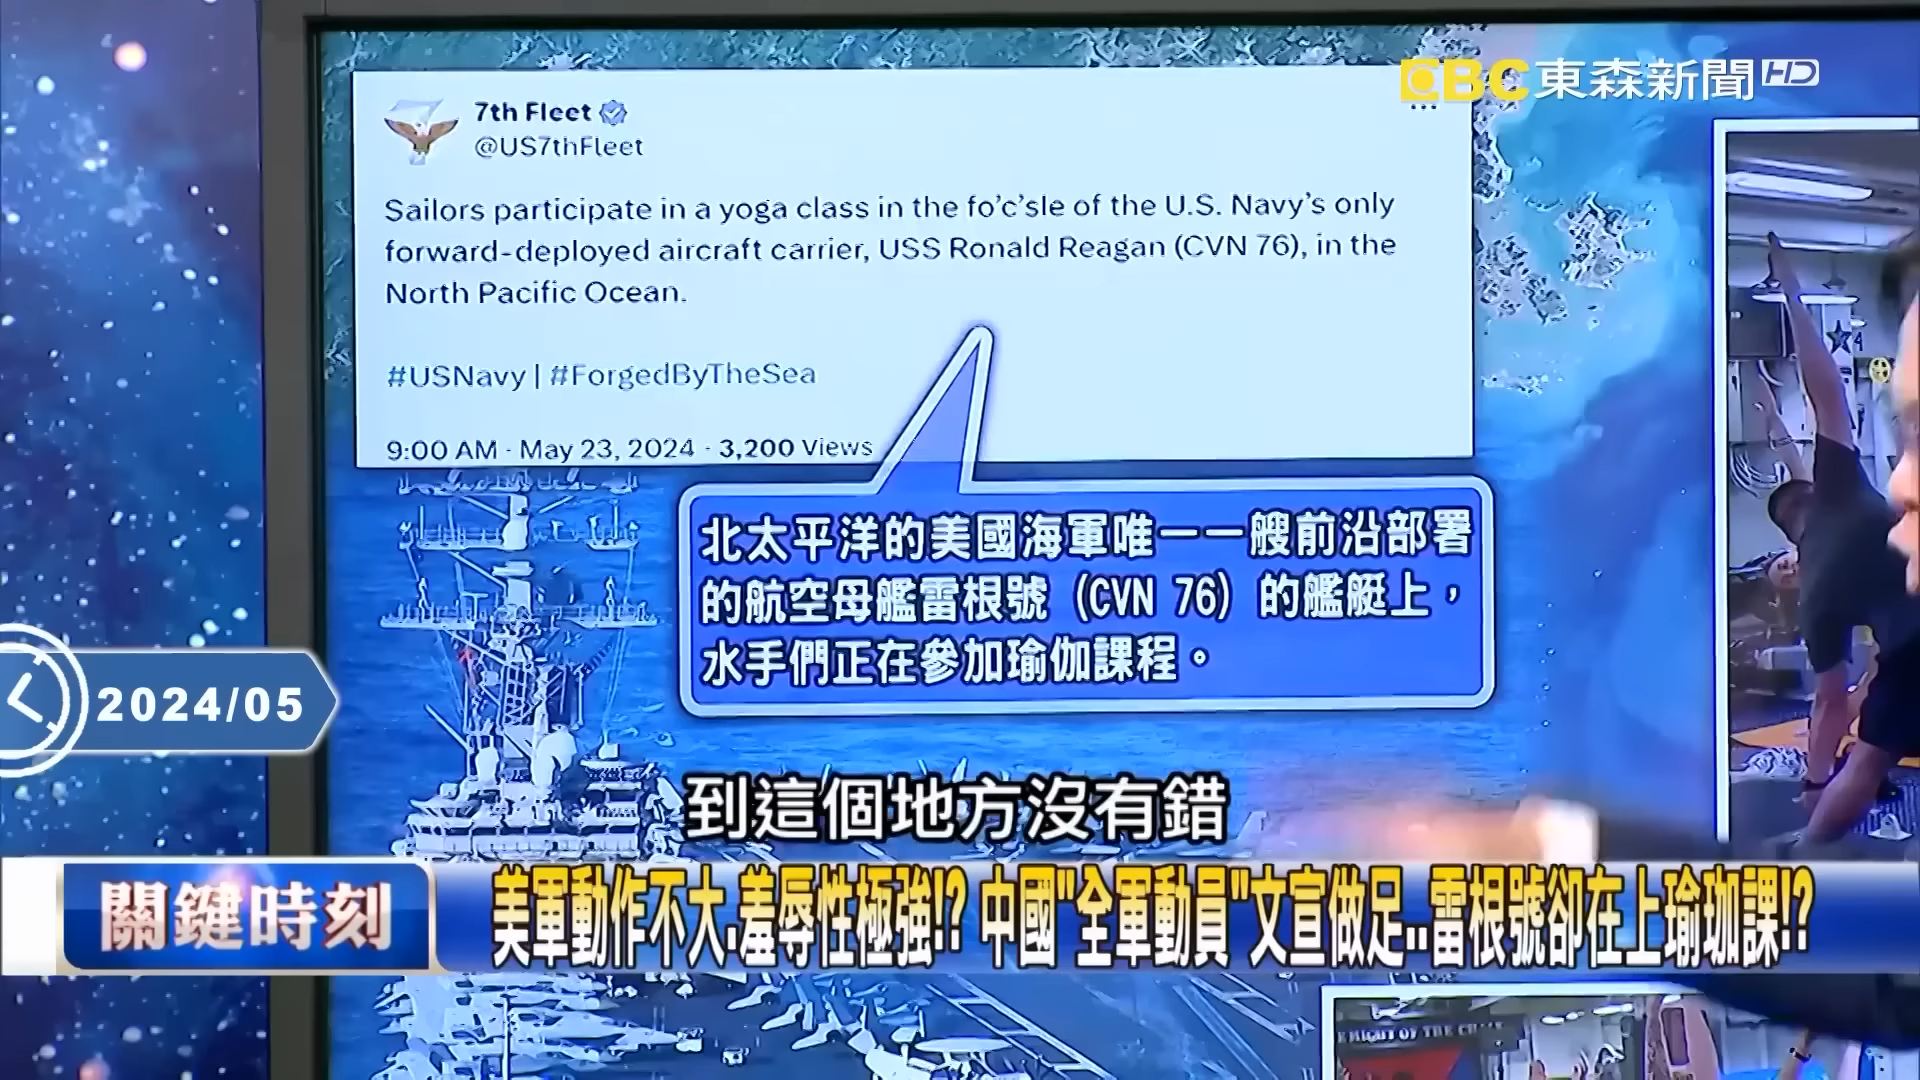 EBC 東森新聞 HD
7th Fleet
@US7thFleet
Sailors participate in a yoga class in the fo'c'sle of the U.S. Navy's only
forward-deployed aircraft carrier, USS Ronald Reagan (CVN 76), in the
North Pacific Ocean.
#USNavy | #ForgedByTheSea
9:00 AM · May 23, 2024 · 3,200 Views
北太平洋的美國海軍唯一一艘前沿部署
的航空母艦雷根號（CVN 76）的艦艇上，
水手們正在參加瑜伽課程。
2024/05
到這個地方沒有錯
關鍵時刻
美軍動作不大.羞辱性極強!? 中國"全軍動員"文宣做足..雷根號卻在上瑜珈課!?